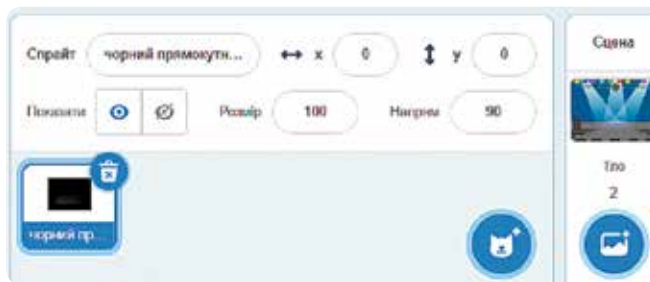 Спрайт чорний прямокутн... x 0 y 0
Показати Розмір 100 Напрям 90
чорний пр...
Сцена
Тло
2